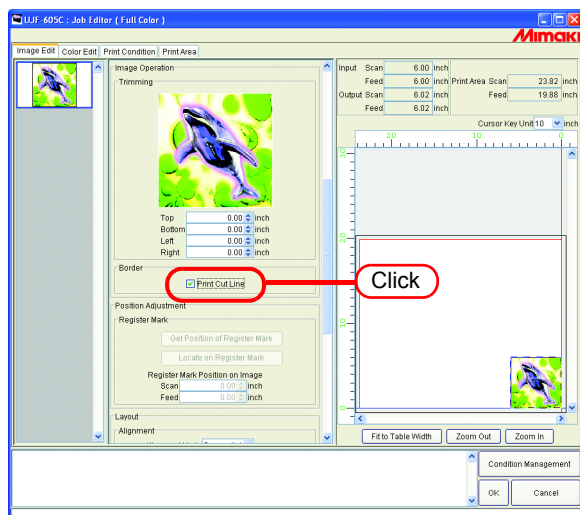 UJF-605C : Job Editor ( Full Color )
Mimaki
Image Edit Color Edit Print Condition Print Area
Image Operation
Trimming
Top 0.00 inch
Bottom 0.00 inch
Left 0.00 inch
Right 0.00 inch
Border
Print Cut Line
Click
Position Adjustment
Register Mark
Get Position of Register Mark
Locate on Register Mark
Register Mark Position on Image
Scan 0.00 inch
Feed 0.00 inch
Layout
Alignment
Input Scan 6.00 inch
Feed 6.00 inch Print Area Scan 23.82 inch
Output Scan 6.02 inch Feed 19.88 inch
Feed 6.02 inch
Cursor Key Unit 10 inch
20 10 0
30
20
10
0
Fit to Table Width Zoom Out Zoom In
Condition Management
OK Cancel